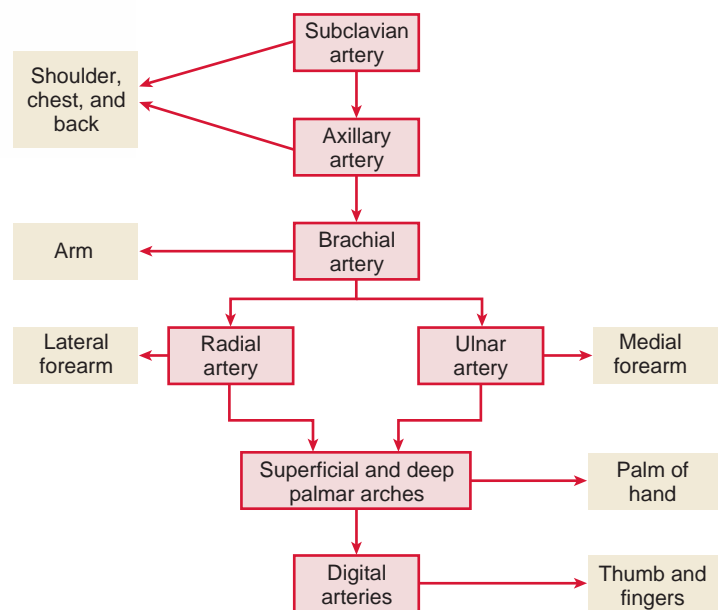 Subclavian
artery
Shoulder,
chest, and
back
Axillary
artery
Brachial
artery
Arm
Lateral
forearm
Radial
artery
Ulnar
artery
Medial
forearm
Superficial and deep
palmar arches
Palm of
hand
Digital
arteries
Thumb and
fingers